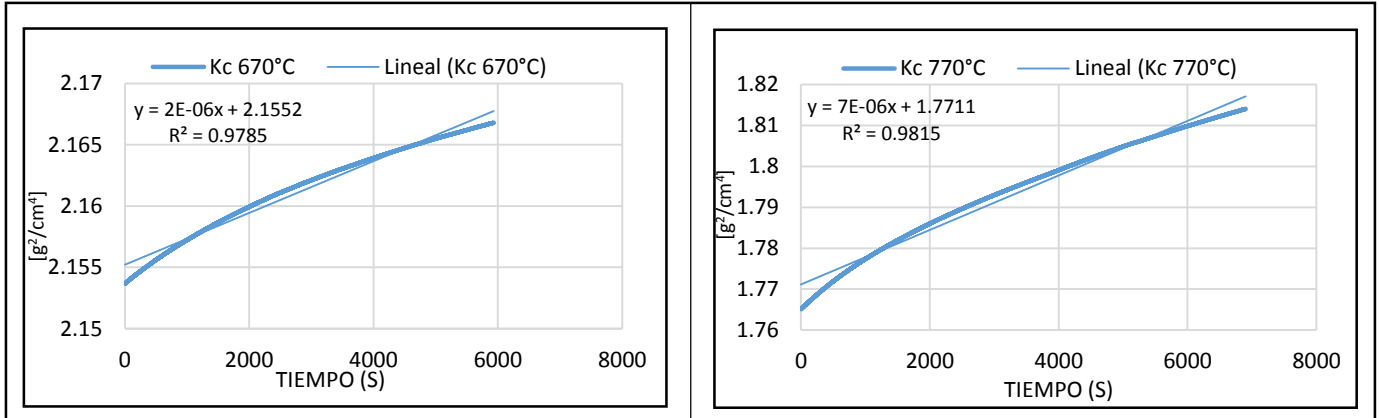 Kc 670°C Lineal (Kc 670°C)
y = 2E-06x + 2.1552
R² = 0.9785
2.17
2.165
2.16
2.155
2.15
[g²/cm⁴]
0 2000 4000 6000 8000
TIEMPO (S)
Kc 770°C Lineal (Kc 770°C)
y = 7E-06x + 1.7711
R² = 0.9815
1.82
1.81
1.8
1.79
1.78
1.77
1.76
[g²/cm⁴]
0 2000 4000 6000 8000
TIEMPO (S)